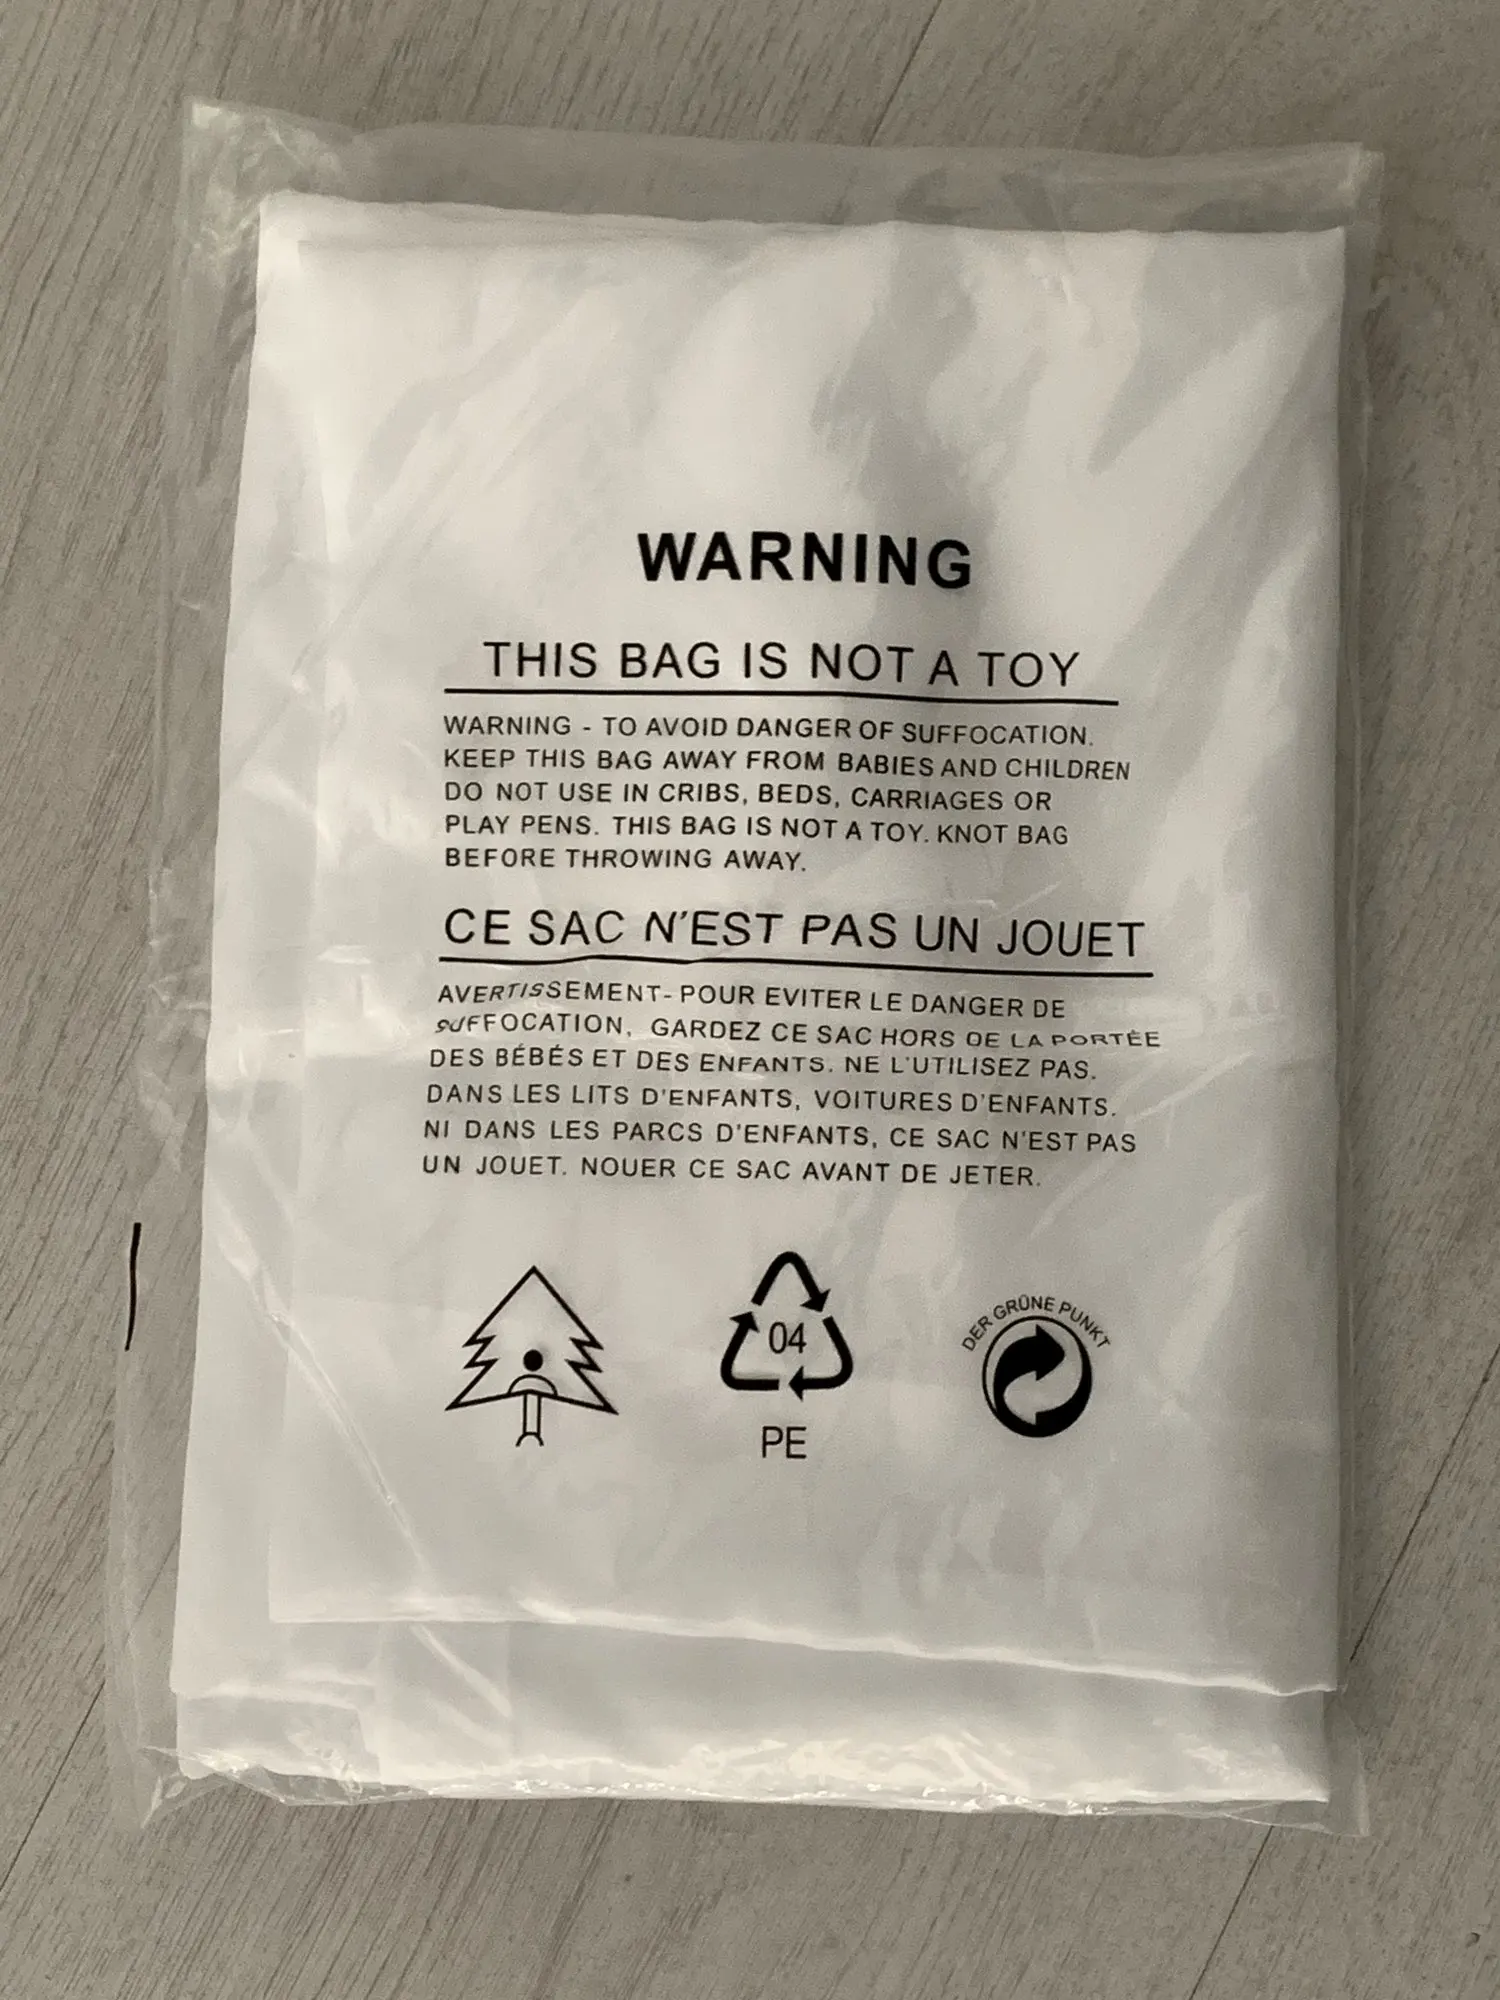 WARNING
THIS BAG IS NOT A TOY
WARNING - TO AVOID DANGER OF SUFFOCATION.
KEEP THIS BAG AWAY FROM BABIES AND CHILDREN
DO NOT USE IN CRIBS, BEDS, CARRIAGES OR
PLAY PENS. THIS BAG IS NOT A TOY. KNOT BAG
BEFORE THROWING AWAY.
CE SAC N'EST PAS UN JOUET
AVERTISSEMENT- POUR EVITER LE DANGER DE
SUFFOCATION, GARDEZ CE SAC HORS DE LA PORTÉE
DES BÉBÉS ET DES ENFANTS. NE L'UTILISEZ PAS.
DANS LES LITS D'ENFANTS, VOITURES D'ENFANTS.
NI DANS LES PARCS D'ENFANTS, CE SAC N'EST PAS
UN JOUET. NOUER CE SAC AVANT DE JETER.
04
PE
DER GRÜNE PUNKT